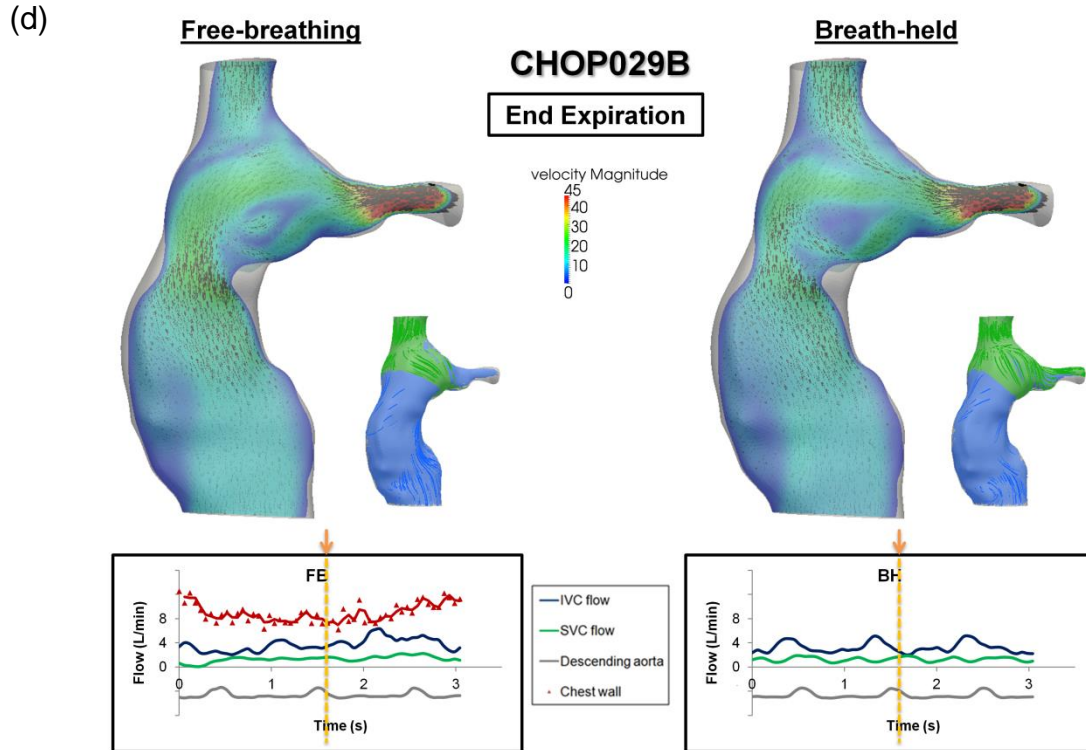 (d)
Free-breathing
Breath-held
CHOP029B
End Expiration
velocity Magnitude
45
40
30
20
10
0
FB
Flow (L/min)
8
4
0
0
1
2
3
Time (s)
IVC flow
SVC flow
Descending aorta
Chest wall
BH
Flow (L/min)
8
4
0
0
1
2
3
Time (s)